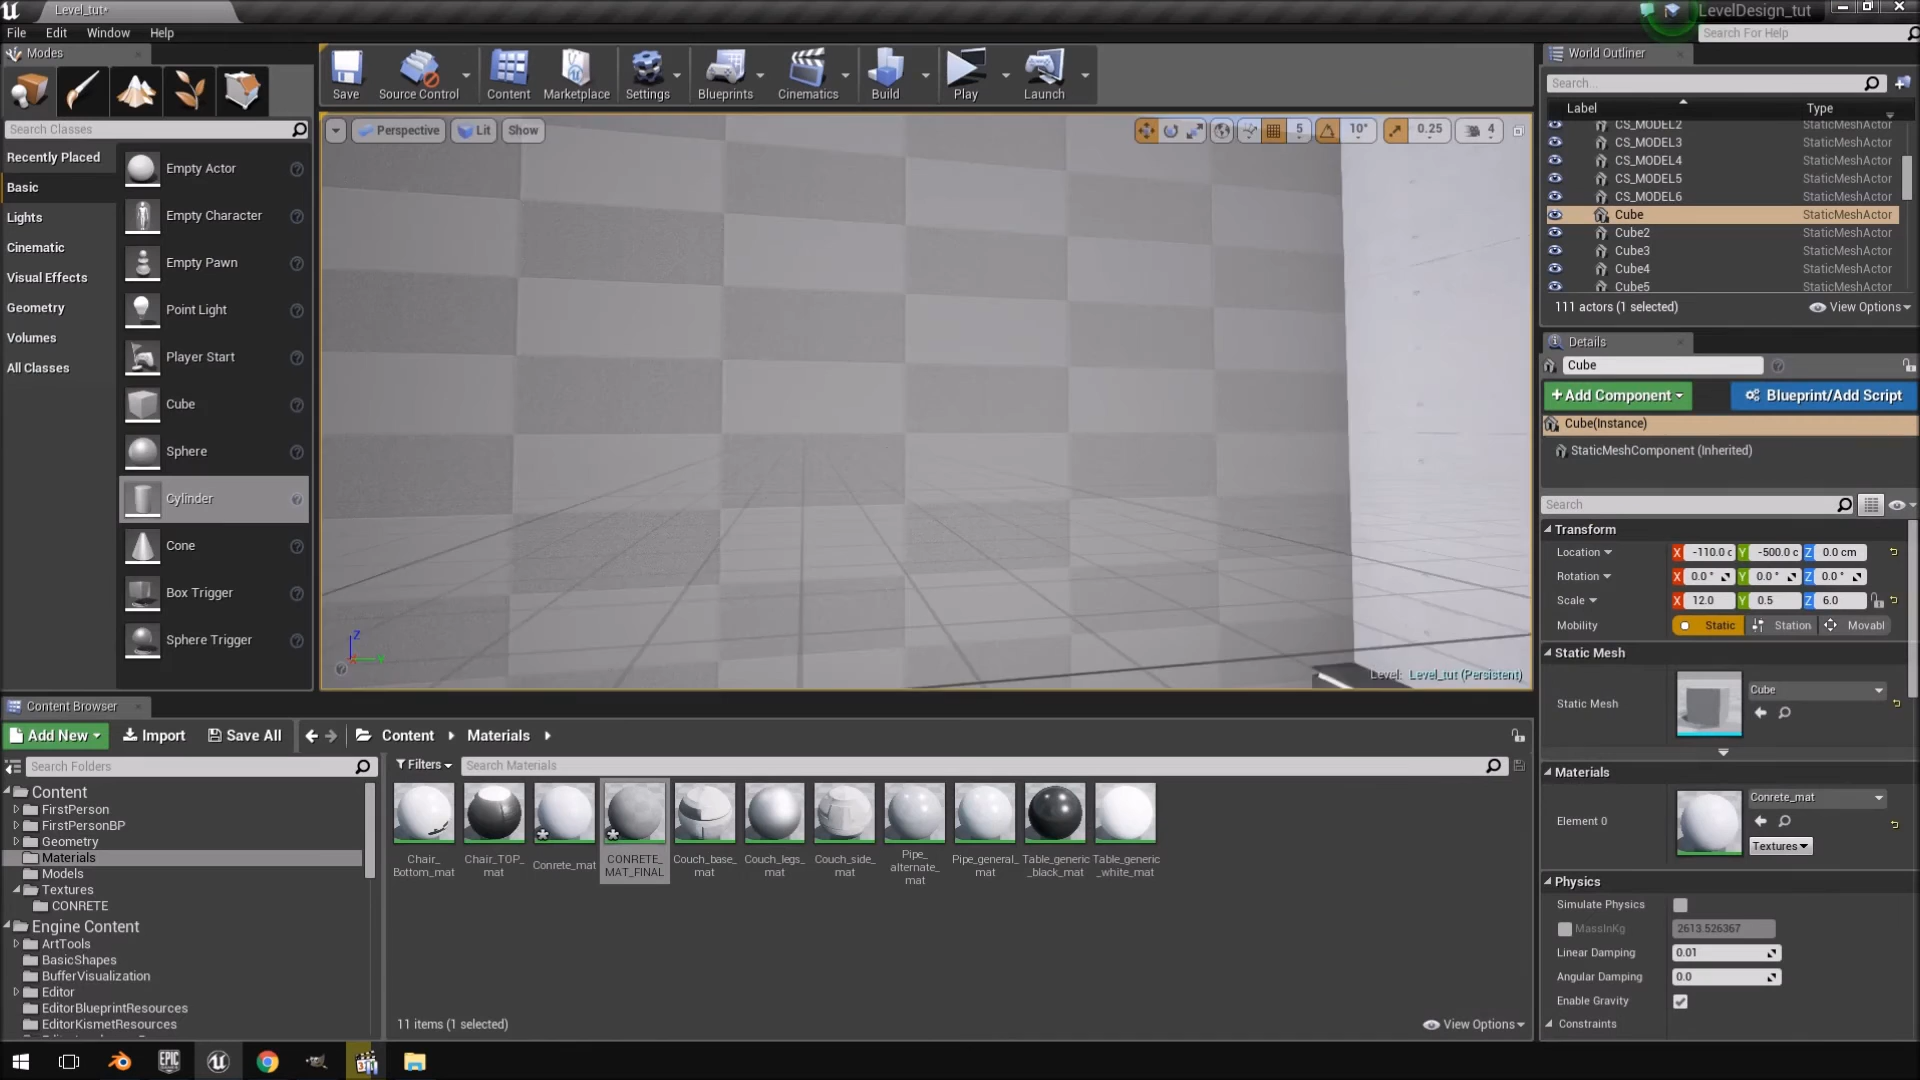 Level_tut*
LevelDesign_tut
File Edit Window Help
Search For Help
Modes
Search Classes
Recently Placed
Basic
Lights
Cinematic
Visual Effects
Geometry
Volumes
All Classes
Empty Actor
Empty Character
Empty Pawn
Point Light
Player Start
Cube
Sphere
Cylinder
Cone
Box Trigger
Sphere Trigger
Save
Source Control
Content
Marketplace
Settings
Blueprints
Cinematics
Build
Play
Launch
Perspective
Lit
Show
5
10°
0.25
4
Z
Level: Level_tut (Persistent)
World Outliner
Search...
Label Type
CS_MODEL2 StaticMeshActor
CS_MODEL3 StaticMeshActor
CS_MODEL4 StaticMeshActor
CS_MODEL5 StaticMeshActor
CS_MODEL6 StaticMeshActor
Cube StaticMeshActor
Cube2 StaticMeshActor
Cube3 StaticMeshActor
Cube4 StaticMeshActor
Cube5 StaticMeshActor
111 actors (1 selected)
View Options
Details
Cube
+Add Component
Blueprint/Add Script
Cube(Instance)
StaticMeshComponent (Inherited)
Search
Transform
Location X -110.0 c Y -500.0 c Z 0.0 cm
Rotation X 0.0 ° Y 0.0 ° Z 0.0 °
Scale X 12.0 Y 0.5 Z 6.0
Mobility Static Station Movabl
Static Mesh
Static Mesh
Cube
Materials
Element 0
Conrete_mat
Textures
Physics
Simulate Physics
MassInKg 2613.526367
Linear Damping 0.01
Angular Damping 0.0
Enable Gravity
Constraints
Content Browser
Add New
Import
Save All
Content
Materials
Search Folders
Filters
Search Materials
Content
FirstPerson
FirstPersonBP
Geometry
Materials
Models
Textures
CONRETE
Engine Content
ArtTools
BasicShapes
BufferVisualization
Editor
EditorBlueprintResources
EditorKismetResources
Chair_
Bottom_mat
Chair_TOP_
mat
Conrete_mat
CONRETE_
MAT_FINAL
Couch_base_
mat
Couch_legs_
mat
Couch_side_
mat
Pipe_
alternate_
mat
Pipe_general_
mat
Table_generic
_black_mat
Table_generic
_white_mat
11 items (1 selected)
View Options
EPIC